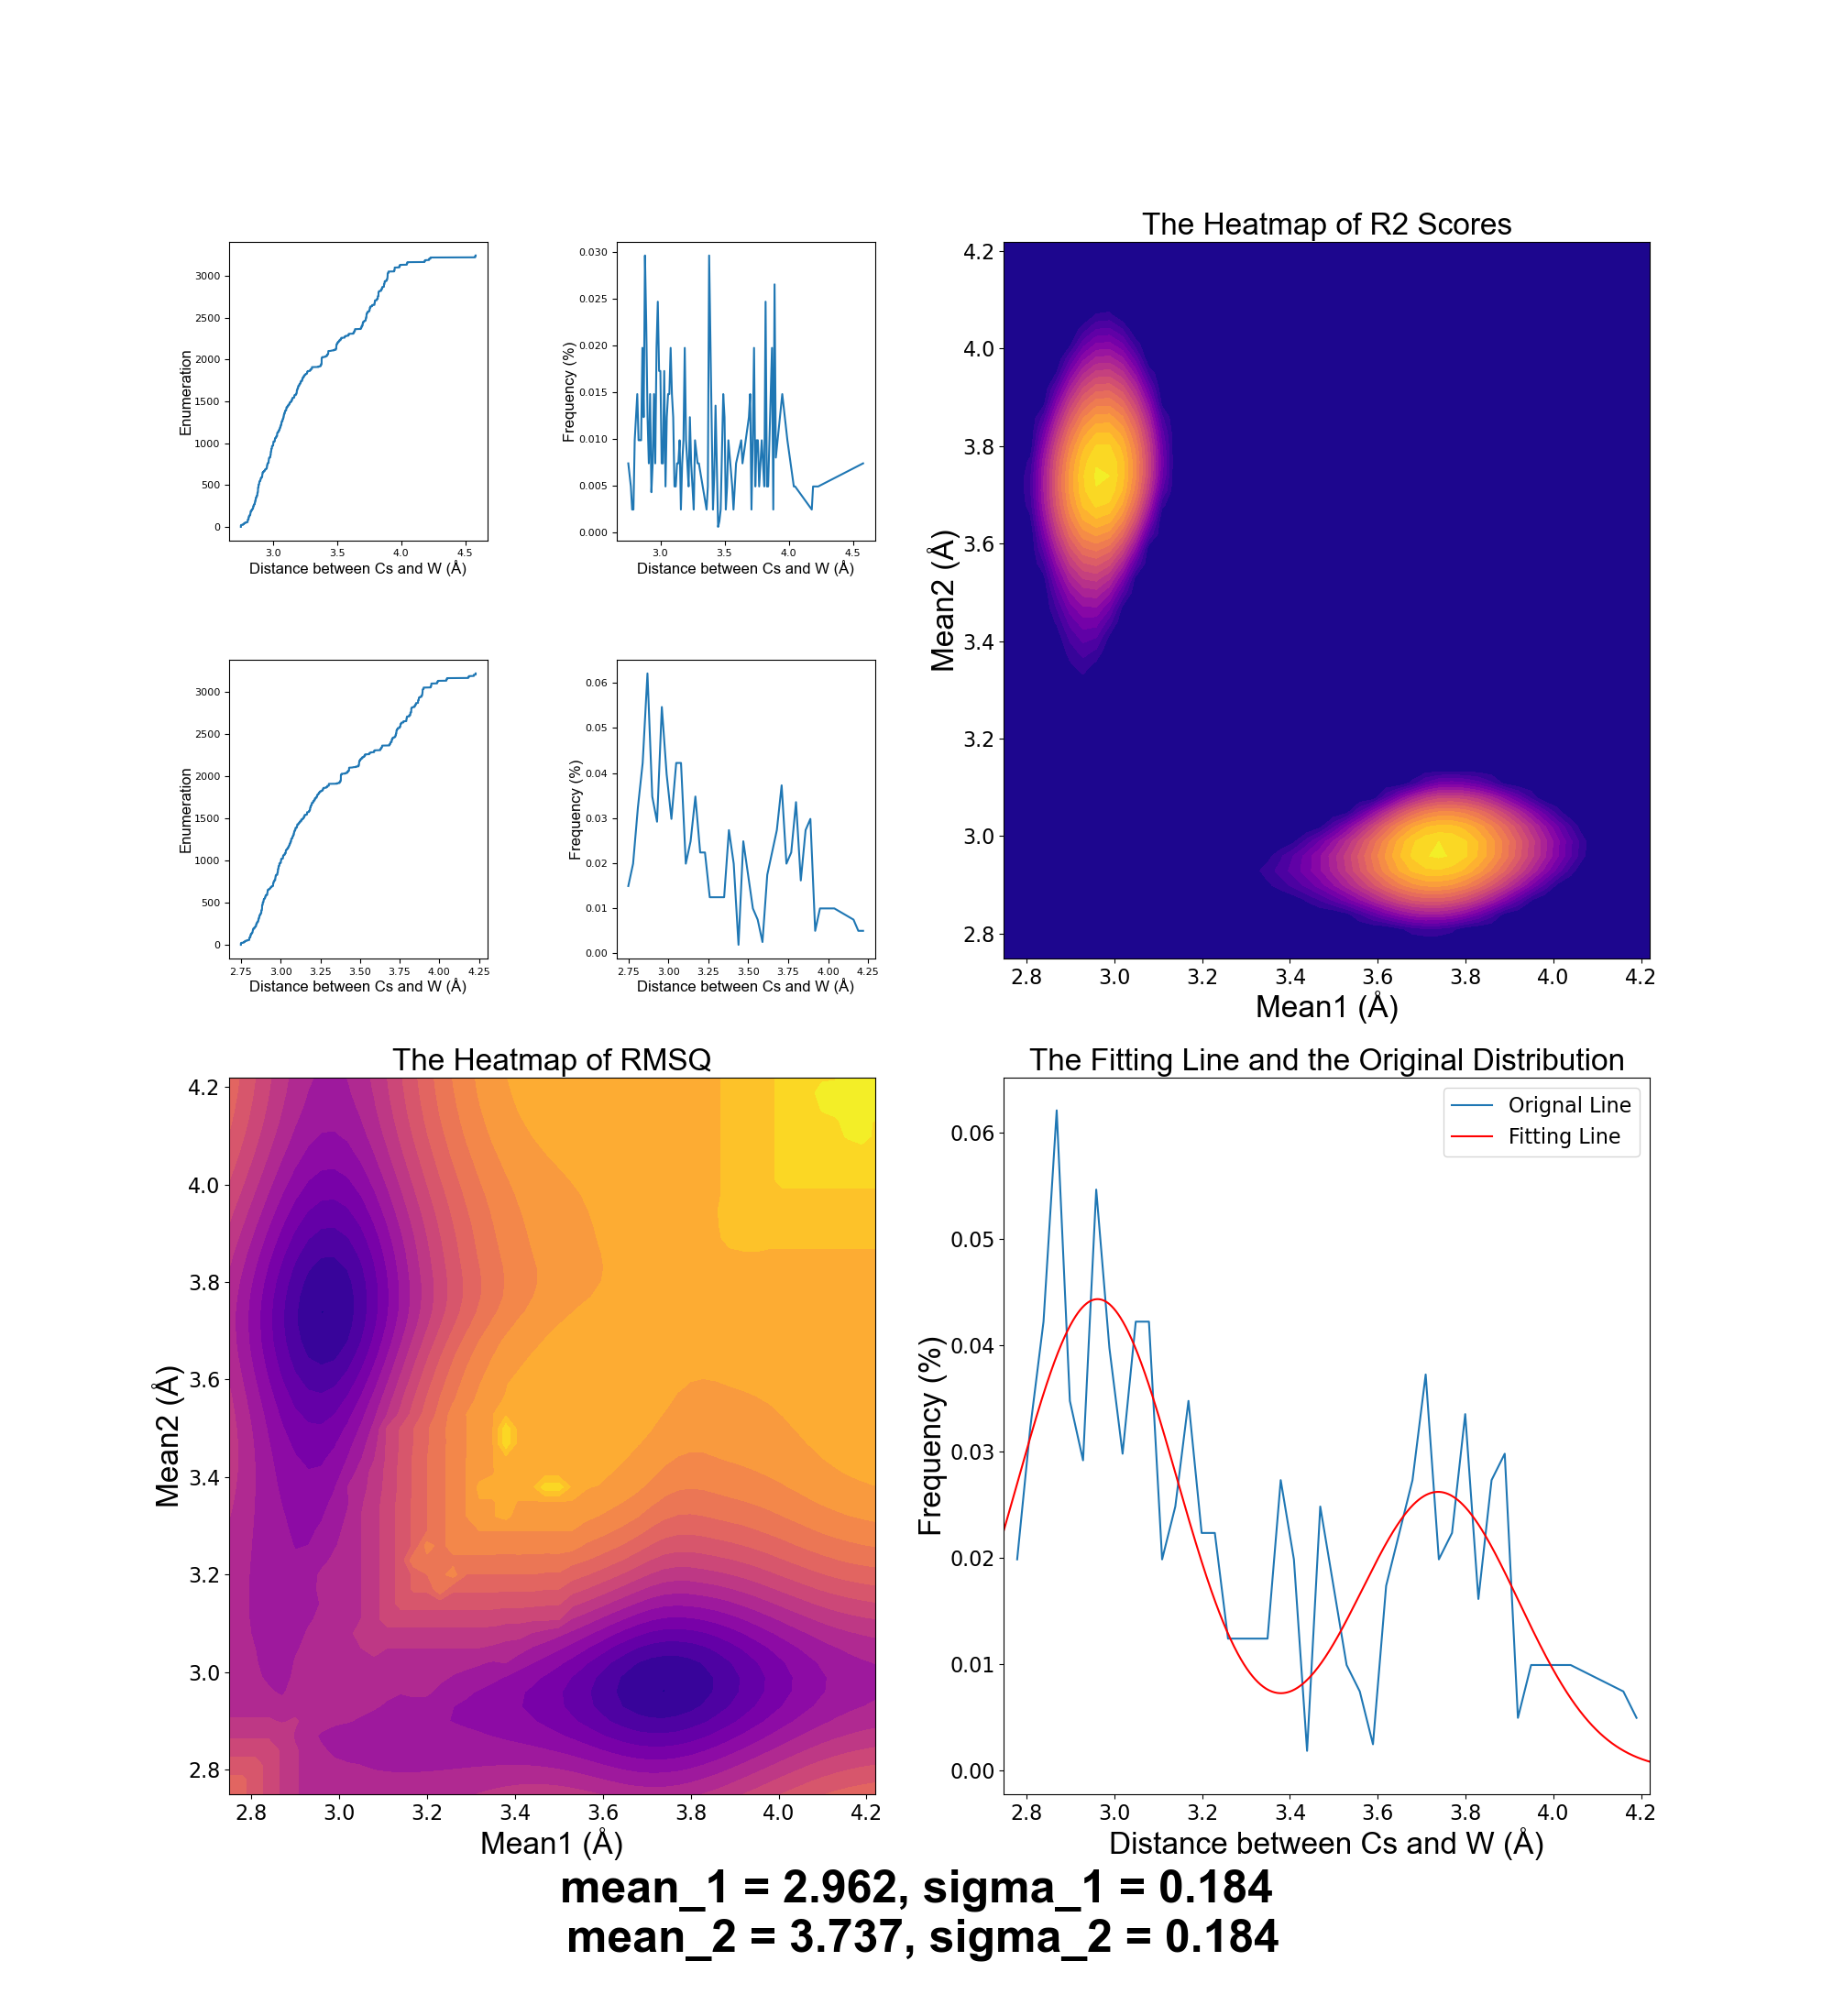 Enumeration
3000
2500
2000
1500
1000
500
0
3.0 3.5 4.0 4.5
Distance between Cs and W (Å)
Frequency (%)
0.030
0.025
0.020
0.015
0.010
0.005
0.000
3.0 3.5 4.0 4.5
Distance between Cs and W (Å)
The Heatmap of R2 Scores
Mean2 (Å)
4.2
4.0
3.8
3.6
3.4
3.2
3.0
2.8
2.8 3.0 3.2 3.4 3.6 3.8 4.0 4.2
Mean1 (Å)
Enumeration
3000
2500
2000
1500
1000
500
0
2.75 3.00 3.25 3.50 3.75 4.00 4.25
Distance between Cs and W (Å)
Frequency (%)
0.06
0.05
0.04
0.03
0.02
0.01
0.00
2.75 3.00 3.25 3.50 3.75 4.00 4.25
Distance between Cs and W (Å)
The Heatmap of RMSQ
Mean2 (Å)
4.2
4.0
3.8
3.6
3.4
3.2
3.0
2.8
2.8 3.0 3.2 3.4 3.6 3.8 4.0 4.2
Mean1 (Å)
The Fitting Line and the Original Distribution
Orignal Line
Fitting Line
Frequency (%)
0.06
0.05
0.04
0.03
0.02
0.01
0.00
2.8 3.0 3.2 3.4 3.6 3.8 4.0 4.2
Distance between Cs and W (Å)
mean_1 = 2.962, sigma_1 = 0.184
mean_2 = 3.737, sigma_2 = 0.184